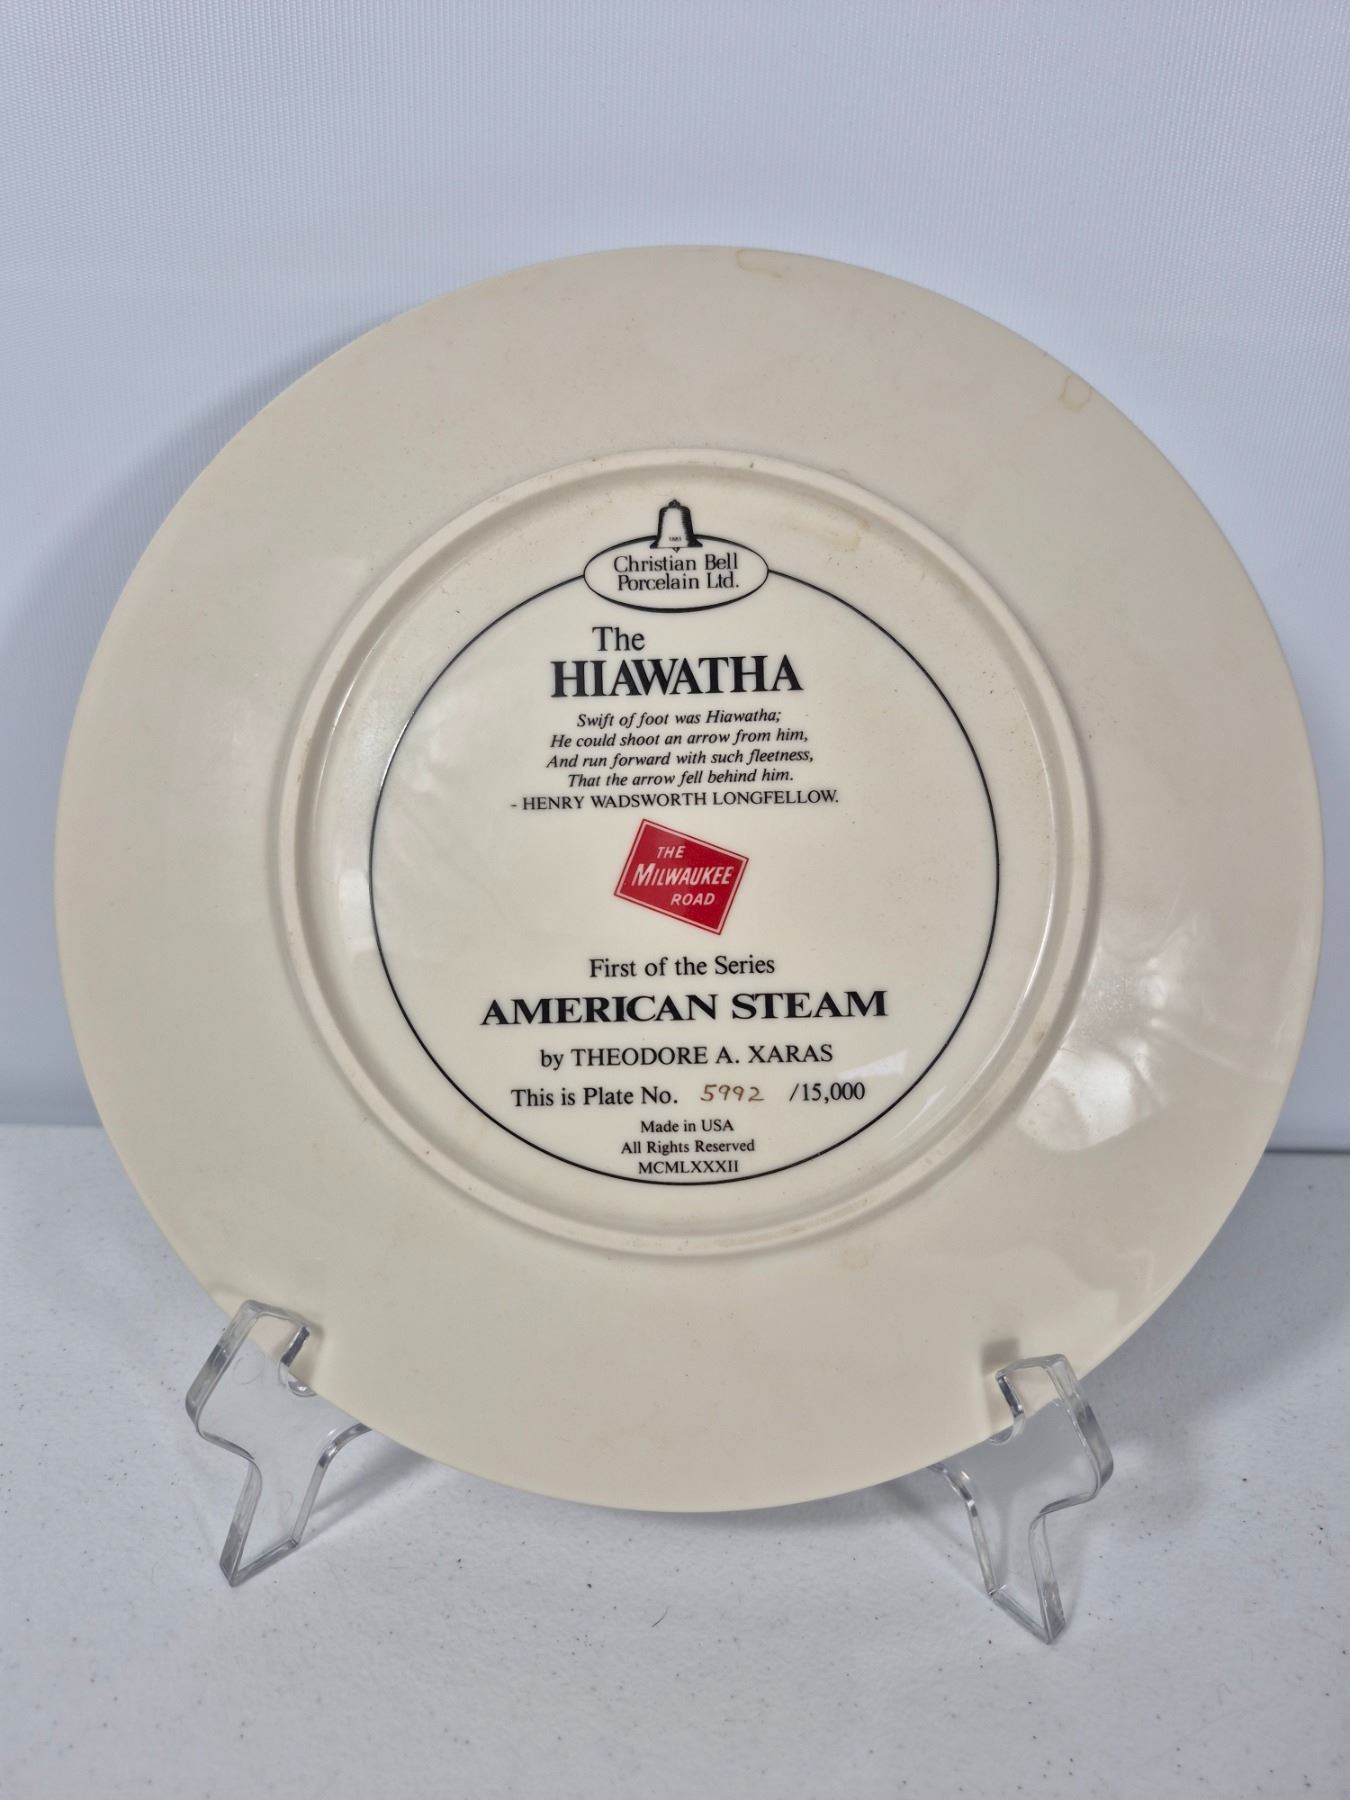 Christian Bell
Porcelain Ltd.
The
HIAWATHA
Swift of foot was Hiawatha;
He could shoot an arrow from him,
And run forward with such fleetness,
That the arrow fell behind him.
- HENRY WADSWORTH LONGFELLOW.
THE
MILWAUKEE
ROAD
First of the Series
AMERICAN STEAM
by THEODORE A. XARAS
This is Plate No. 5992 /15,000
Made in USA
All Rights Reserved
MCMLXXXII